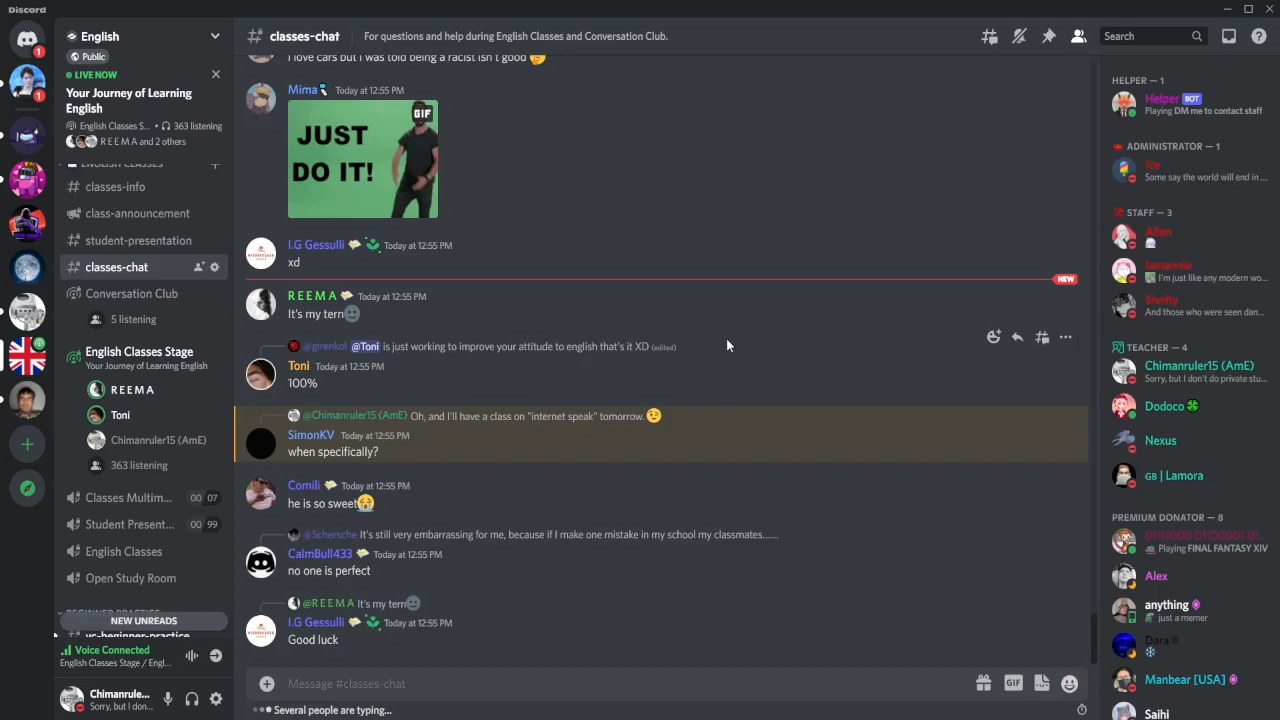 Discord
English
Public
LIVE NOW
Your Journey of Learning
English
English Classes S... • 363 listening
R E E M A and 2 others
ENGLISH CLASSES
classes-info
class-announcement
student-presentation
classes-chat
Conversation Club
5 listening
English Classes Stage
Your Journey of Learning English
R E E M A
Toni
Chimanruler15 (AmE)
363 listening
Classes Multim... 00 07
Student Present... 00 99
English Classes
Open Study Room
BEGINNER PRACTICE
NEW UNREADS
vc-beginner-practice
Voice Connected
English Classes Stage / Engl...
Chimanrule...
Sorry, but I don...
classes-chat
For questions and help during English Classes and Conversation Club.
Search
I love cars but I was told being a racist isn't good
Mima Today at 12:55 PM
GIF
JUST
DO IT!
I.G Gessulli Today at 12:55 PM
xd
NEW
R E E M A Today at 12:55 PM
It's my tern
@girenkol @Toni is just working to improve your attitude to english that's it XD (edited)
Toni Today at 12:55 PM
100%
@Chimanruler15 (AmE) Oh, and I'll have a class on "internet speak" tomorrow.
SimonKV Today at 12:55 PM
when specifically?
Comili Today at 12:55 PM
he is so sweet
@Schersche It's still very embarrassing for me, because if I make one mistake in my school my classmates.......
CalmBull433 Today at 12:55 PM
no one is perfect
@R E E M A It's my tern
I.G Gessulli Today at 12:55 PM
Good luck
Message #classes-chat
GIF
Several people are typing...
HELPER — 1
Helper BOT
Playing DM me to contact staff
ADMINISTRATOR — 1
Ice
Some say the world will end in ...
STAFF — 3
Allan
I'm just like any modern wo...
And those who were seen dan...
TEACHER — 4
Chimanruler15 (AmE)
Sorry, but I don't do private stu...
Dodoco
Nexus
GB | Lamora
PREMIUM DONATOR — 8
Playing FINAL FANTASY XIV
Alex
anything
just a memer
Dara
Manbear [USA]
Saihi